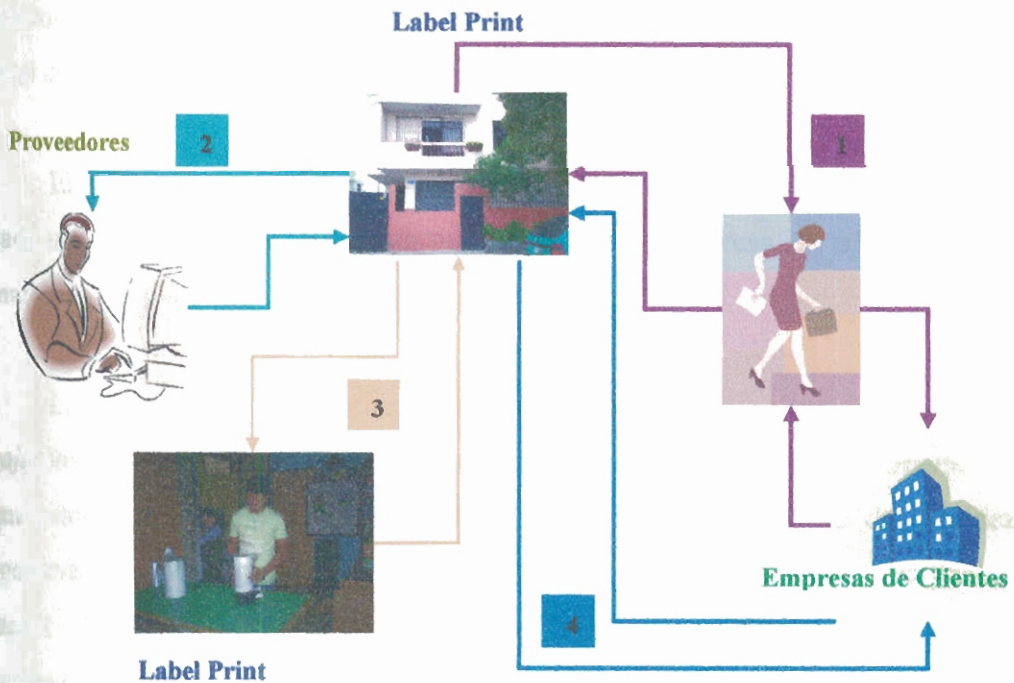 Label Print
Proveedores
2
1
3
Empresas de Clientes
4
Label Print